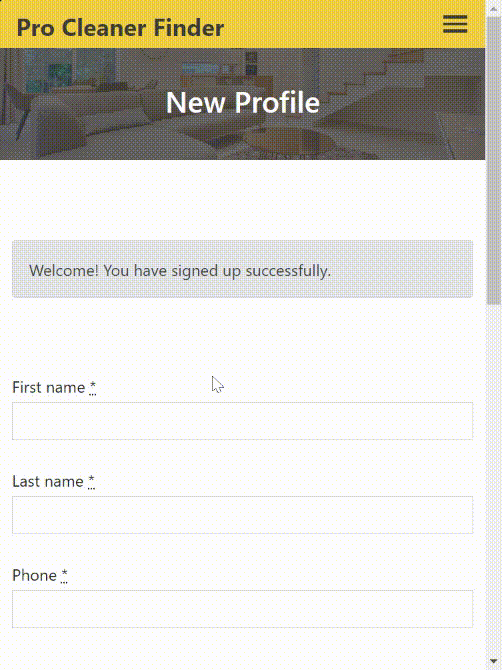 Pro Cleaner Finder
New Profile
Welcome! You have signed up successfully.
First name *
Last name *
Phone *